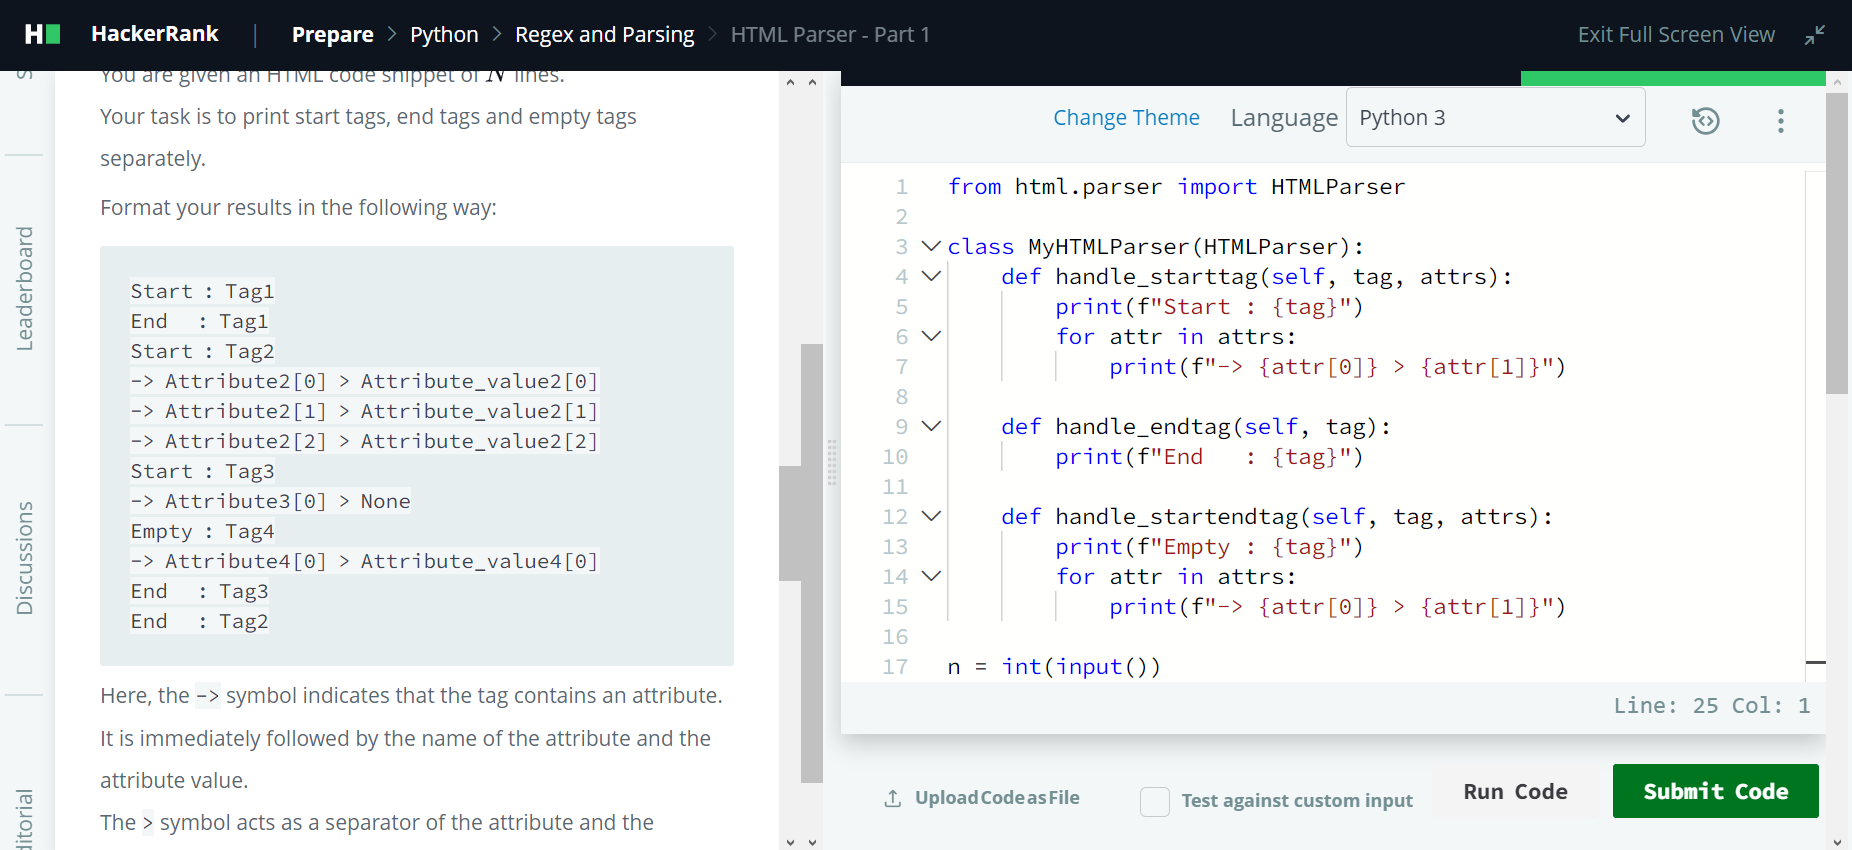 HackerRank | Prepare > Python > Regex and Parsing > HTML Parser - Part 1
Exit Full Screen View
Leaderboard
Discussions
You are given an HTML code snippet of N lines.
Your task is to print start tags, end tags and empty tags
separately.
Format your results in the following way:
Start : Tag1
End   : Tag1
Start : Tag2
-> Attribute2[0] > Attribute_value2[0]
-> Attribute2[1] > Attribute_value2[1]
-> Attribute2[2] > Attribute_value2[2]
Start : Tag3
-> Attribute3[0] > None
Empty : Tag4
-> Attribute4[0] > Attribute_value4[0]
End   : Tag3
End   : Tag2
Here, the -> symbol indicates that the tag contains an attribute.
It is immediately followed by the name of the attribute and the
attribute value.
The > symbol acts as a separator of the attribute and the
Change Theme
Language
Python 3
1 from html.parser import HTMLParser
2
3 class MyHTMLParser(HTMLParser):
4     def handle_starttag(self, tag, attrs):
5         print(f"Start : {tag}")
6         for attr in attrs:
7             print(f"-> {attr[0]} > {attr[1]}")
8
9     def handle_endtag(self, tag):
10         print(f"End   : {tag}")
11
12     def handle_startendtag(self, tag, attrs):
13         print(f"Empty : {tag}")
14         for attr in attrs:
15             print(f"-> {attr[0]} > {attr[1]}")
16
17 n = int(input())
Line: 25 Col: 1
Upload Code as File
Test against custom input
Run Code
Submit Code